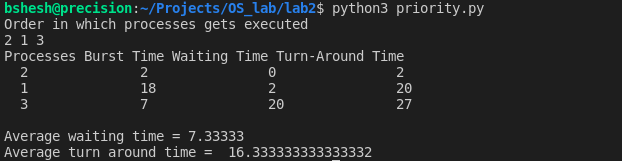 bshesh@precision:~/Projects/OS_lab/lab2$ python3 priority.py
Order in which processes gets executed
2 1 3
Processes Burst Time Waiting Time Turn-Around Time
2 2 0 2
1 18 2 20
3 7 20 27
Average waiting time = 7.33333
Average turn around time =  16.333333333333332